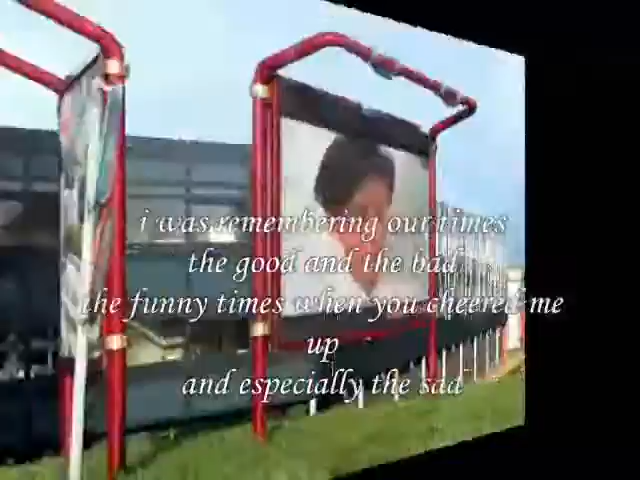 i was remembering our times
the good and the bad
the funny times when you cheered me
up
and especially the sad